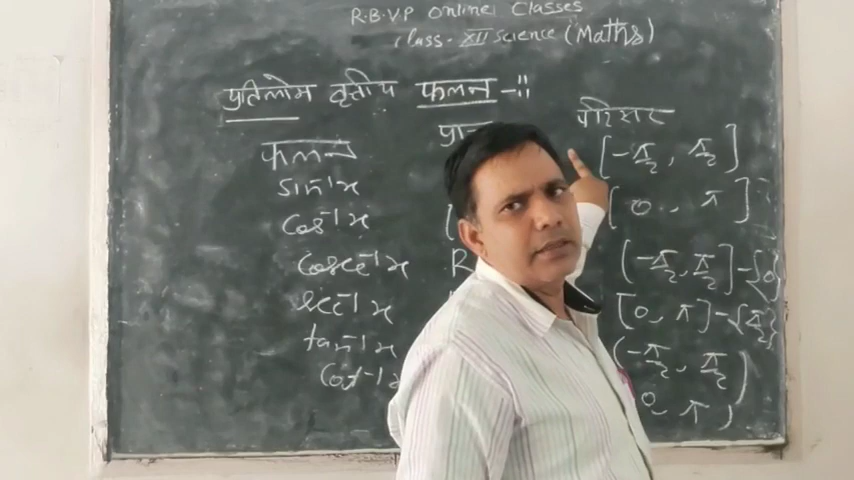 R.B.V.P Online Classes
Class - XII Science (Maths)
प्रतिलोम वृत्तीय फलन -II
फलन प्रा परिसर
sin⁻¹x [-π/2, π/2]
cos⁻¹x [ [0, π]
cosec⁻¹x R [-π/2, π/2] - {0}
sec⁻¹x [0, π] - {π/2}
tan⁻¹x (-π/2, π/2)
cot⁻¹x 0, π)